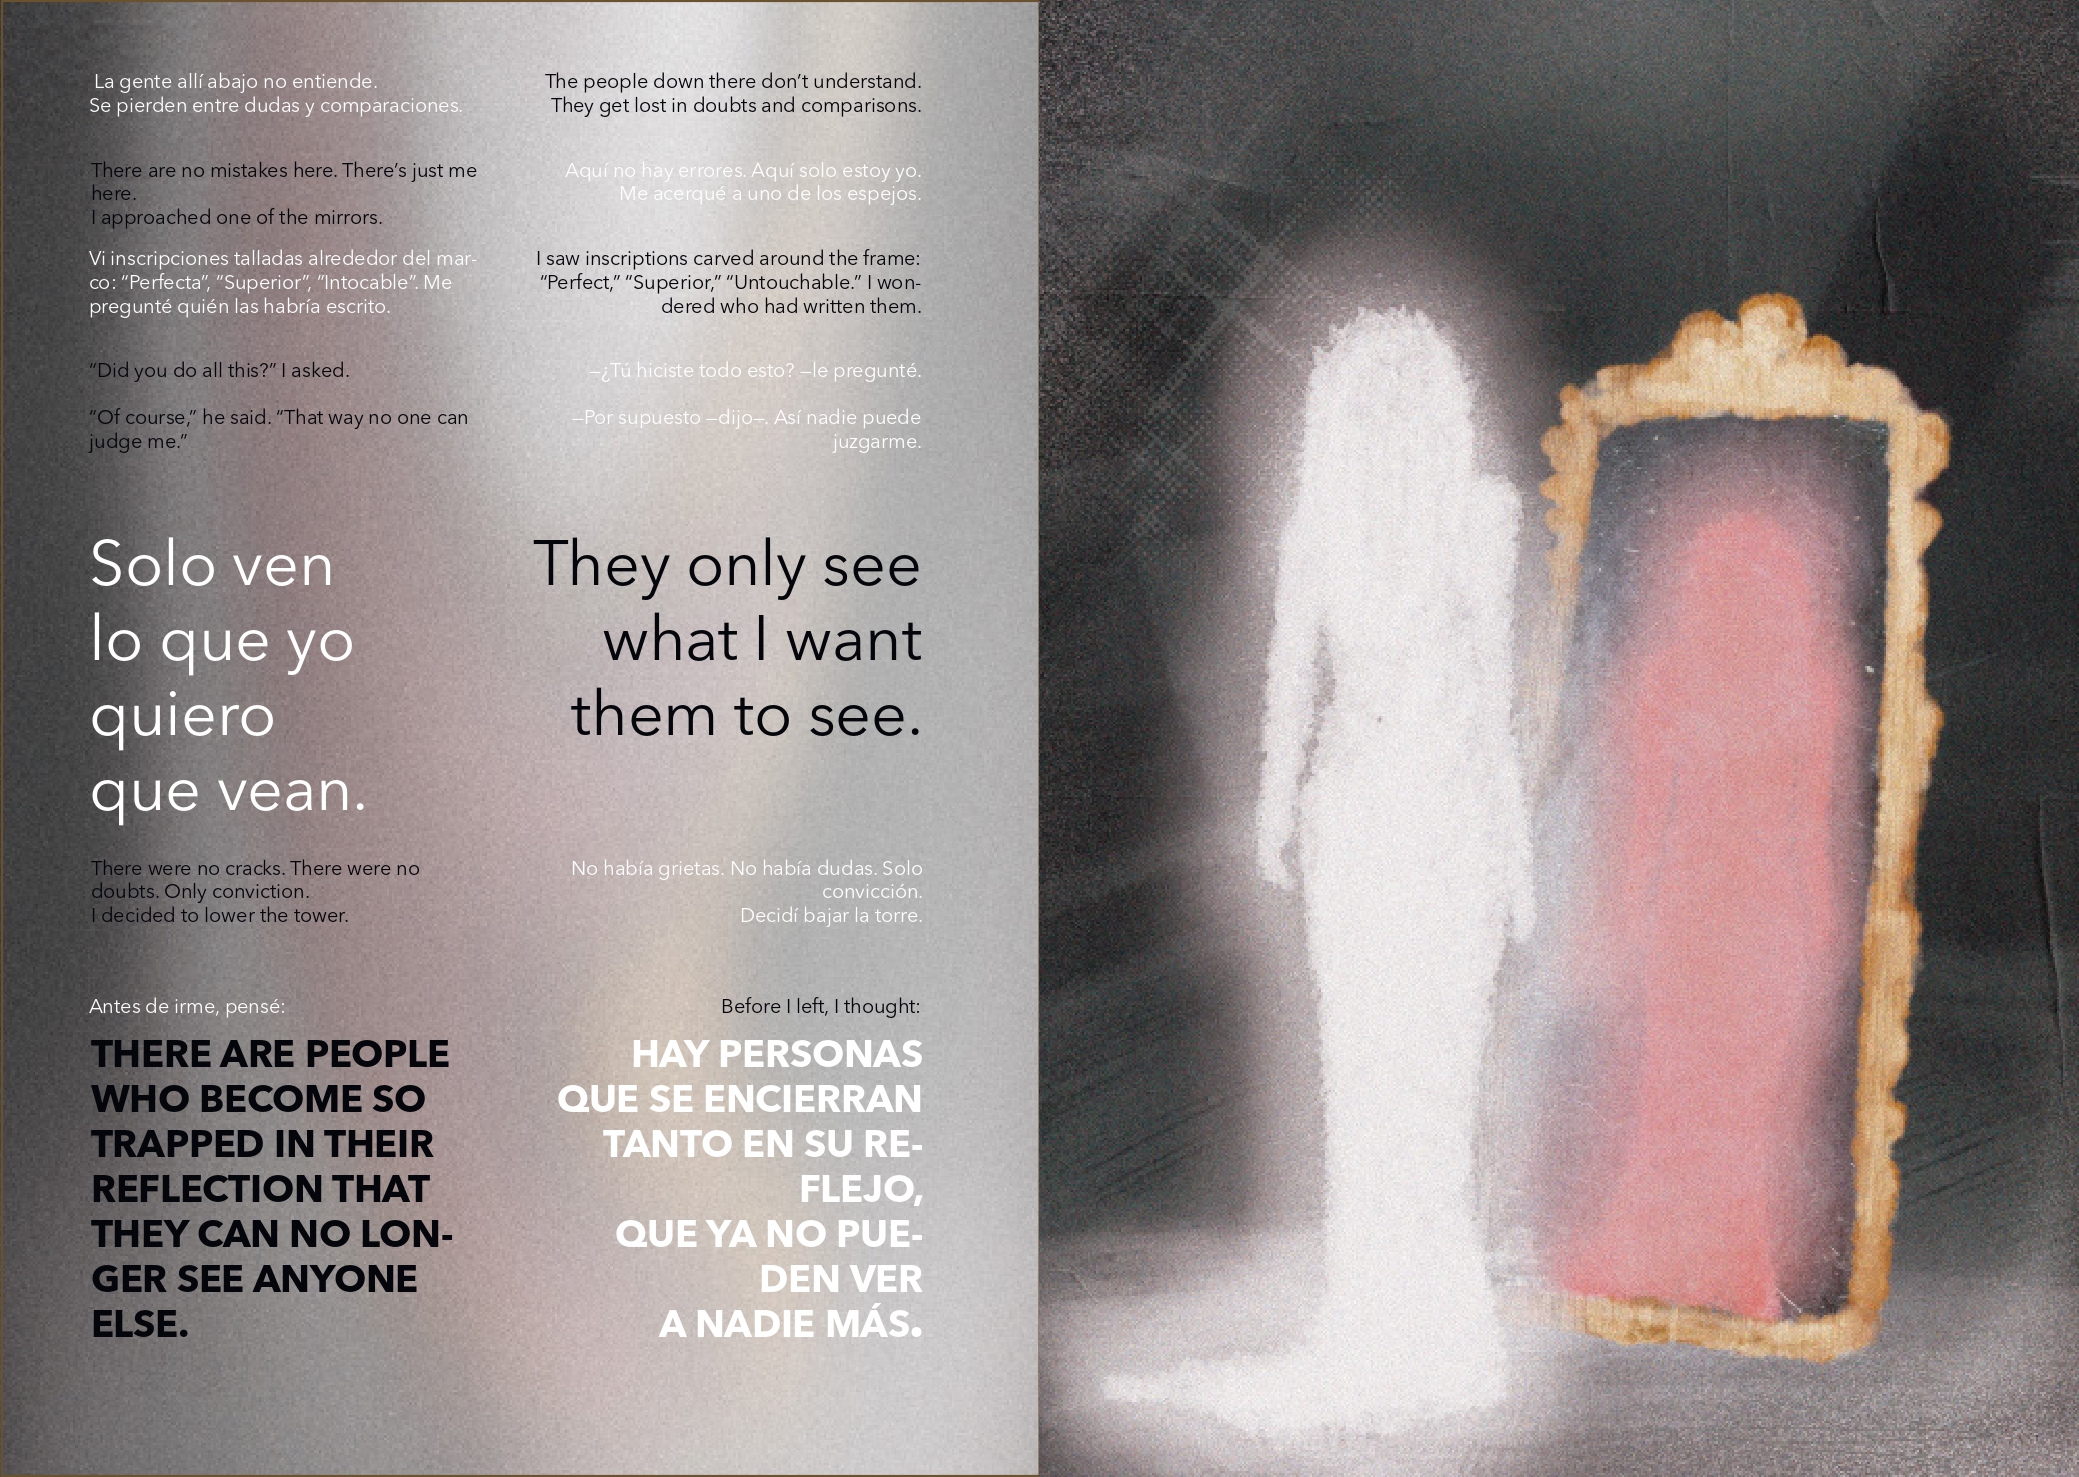 La gente allí abajo no entiende.
Se pierden entre dudas y comparaciones.
The people down there don’t understand.
They get lost in doubts and comparisons.
There are no mistakes here. There’s just me
here.
I approached one of the mirrors.
Aquí no hay errores. Aquí solo estoy yo.
Me acerqué a uno de los espejos.
Vi inscripciones talladas alrededor del mar-
co: “Perfecta”, “Superior”, “Intocable”. Me
pregunté quién las habría escrito.
I saw inscriptions carved around the frame:
“Perfect,” “Superior,” “Untouchable.” I won-
dered who had written them.
“Did you do all this?” I asked.
—¿Tú hiciste todo esto? —le pregunté.
“Of course,” he said. “That way no one can
judge me.”
—Por supuesto —dijo—. Así nadie puede
juzgarme.
Solo ven
lo que yo
quiero
que vean.
They only see
what I want
them to see.
There were no cracks. There were no
doubts. Only conviction.
I decided to lower the tower.
No había grietas. No había dudas. Solo
convicción.
Decidí bajar la torre.
Antes de irme, pensé:
Before I left, I thought:
THERE ARE PEOPLE
WHO BECOME SO
TRAPPED IN THEIR
REFLECTION THAT
THEY CAN NO LON-
GER SEE ANYONE
ELSE.
HAY PERSONAS
QUE SE ENCIERRAN
TANTO EN SU RE-
FLEJO,
QUE YA NO PUE-
DEN VER
A NADIE MÁS.